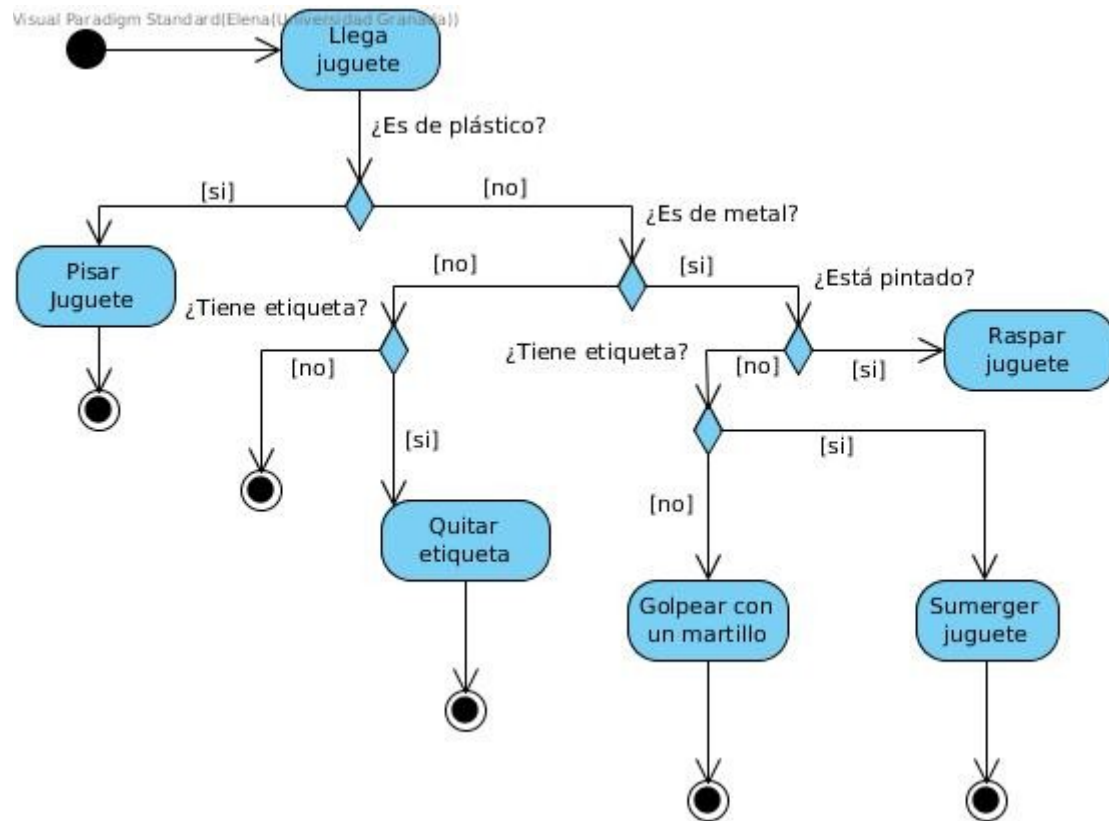 Visual Paradigm Standard(Elena(Universidad Granada))
Llega
juguete
¿Es de plástico?
[si]
[no]
¿Es de metal?
Pisar
Juguete
[no]
[si]
¿Está pintado?
¿Tiene etiqueta?
¿Tiene etiqueta?
Raspar
juguete
[no]
[no]
[si]
[si]
[si]
[no]
Quitar
etiqueta
Golpear con
un martillo
Sumerger
juguete